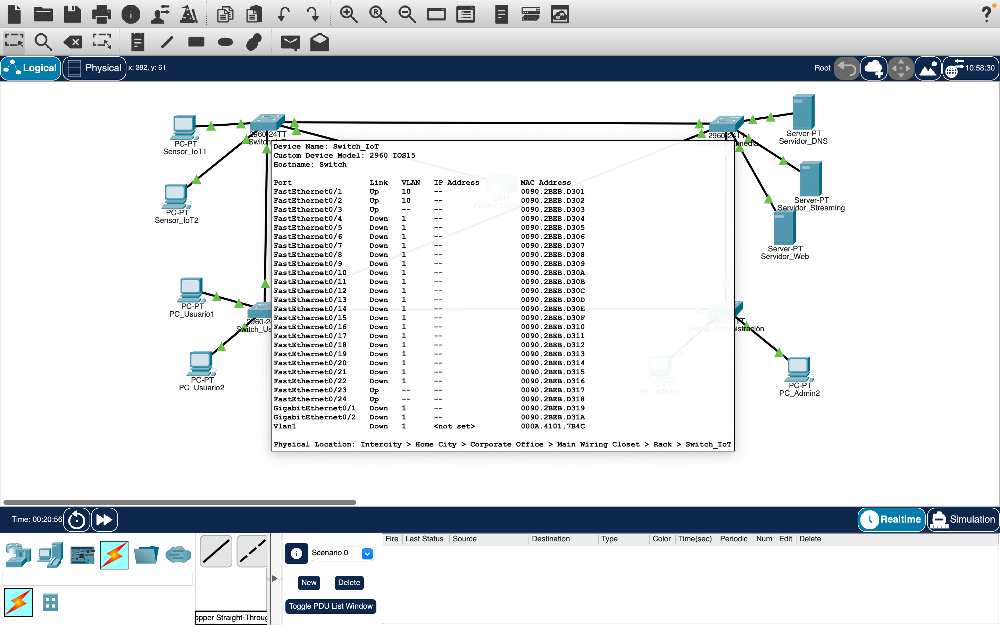 Logical
Physical
x: 392, y: 61
Root
10:58:30
PC-PT
Sensor_IoT1
2960-24TT
2960-24TT
Server-PT
Servidor_DNS
PC-PT
Sensor_IoT2
Server-PT
Servidor_Streaming
Server-PT
Servidor_Web
PC-PT
PC_Usuario1
PC-PT
PC_Usuario2
2911
2960-24TT
Switch_Administración
PC-PT
PC_Admin1
PC-PT
PC_Admin2
Device Name: Switch_IoT
Custom Device Model: 2960 IOS15
Hostname: Switch
Port Link VLAN IP Address MAC Address
FastEthernet0/1 Up 10 -- 0090.2BEB.D301
FastEthernet0/2 Up 10 -- 0090.2BEB.D302
FastEthernet0/3 Up -- -- 0090.2BEB.D303
FastEthernet0/4 Down 1 -- 0090.2BEB.D304
FastEthernet0/5 Down 1 -- 0090.2BEB.D305
FastEthernet0/6 Down 1 -- 0090.2BEB.D306
FastEthernet0/7 Down 1 -- 0090.2BEB.D307
FastEthernet0/8 Down 1 -- 0090.2BEB.D308
FastEthernet0/9 Down 1 -- 0090.2BEB.D309
FastEthernet0/10 Down 1 -- 0090.2BEB.D30A
FastEthernet0/11 Down 1 -- 0090.2BEB.D30B
FastEthernet0/12 Down 1 -- 0090.2BEB.D30C
FastEthernet0/13 Down 1 -- 0090.2BEB.D30D
FastEthernet0/14 Down 1 -- 0090.2BEB.D30E
FastEthernet0/15 Down 1 -- 0090.2BEB.D30F
FastEthernet0/16 Down 1 -- 0090.2BEB.D310
FastEthernet0/17 Down 1 -- 0090.2BEB.D311
FastEthernet0/18 Down 1 -- 0090.2BEB.D312
FastEthernet0/19 Down 1 -- 0090.2BEB.D313
FastEthernet0/20 Down 1 -- 0090.2BEB.D314
FastEthernet0/21 Down 1 -- 0090.2BEB.D315
FastEthernet0/22 Down 1 -- 0090.2BEB.D316
FastEthernet0/23 Up -- -- 0090.2BEB.D317
FastEthernet0/24 Up -- -- 0090.2BEB.D318
GigabitEthernet0/1 Down 1 -- 0090.2BEB.D319
GigabitEthernet0/2 Down 1 -- 0090.2BEB.D31A
Vlan1 Down 1 <not set> 000A.4101.7B4C
Physical Location: Intercity > Home City > Corporate Office > Main Wiring Closet > Rack > Switch_IoT
Time: 00:20:56
Realtime
Simulation
Scenario 0
New
Delete
Toggle PDU List Window
Fire Last Status Source Destination Type Color Time(sec) Periodic Num Edit Delete
opper Straight-Throug